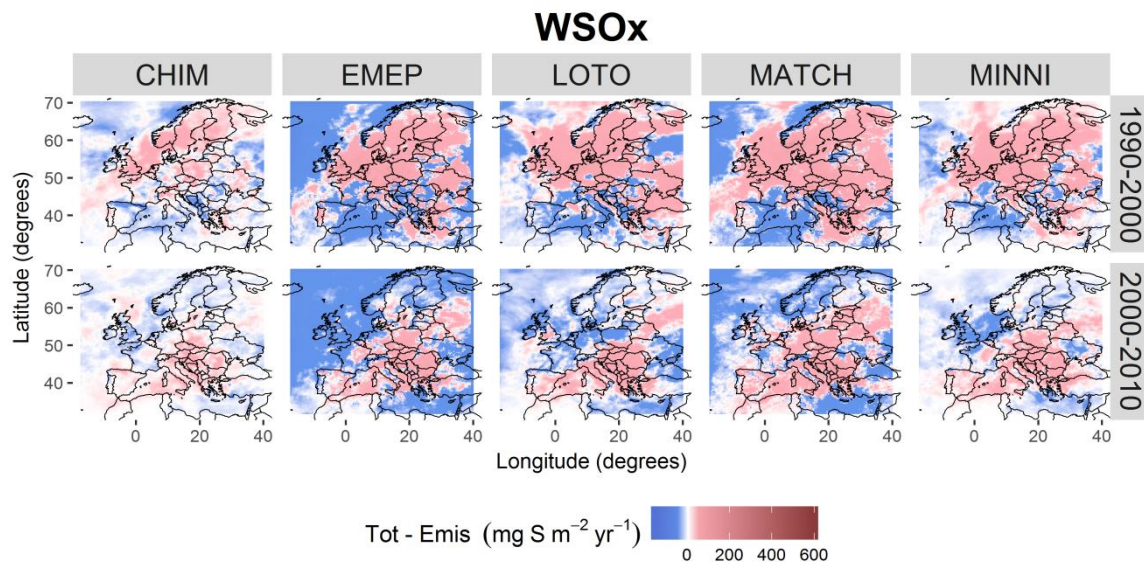 WSOx
CHIM EMEP LOTO MATCH MINNI
70
60
50
40
1990-2000
70
60
50
40
2000-2010
Latitude (degrees)
0 20 40 0 20 40 0 20 40 0 20 40 0 20 40
Longitude (degrees)
Tot - Emis (mg S m⁻² yr⁻¹)
0 200 400 600